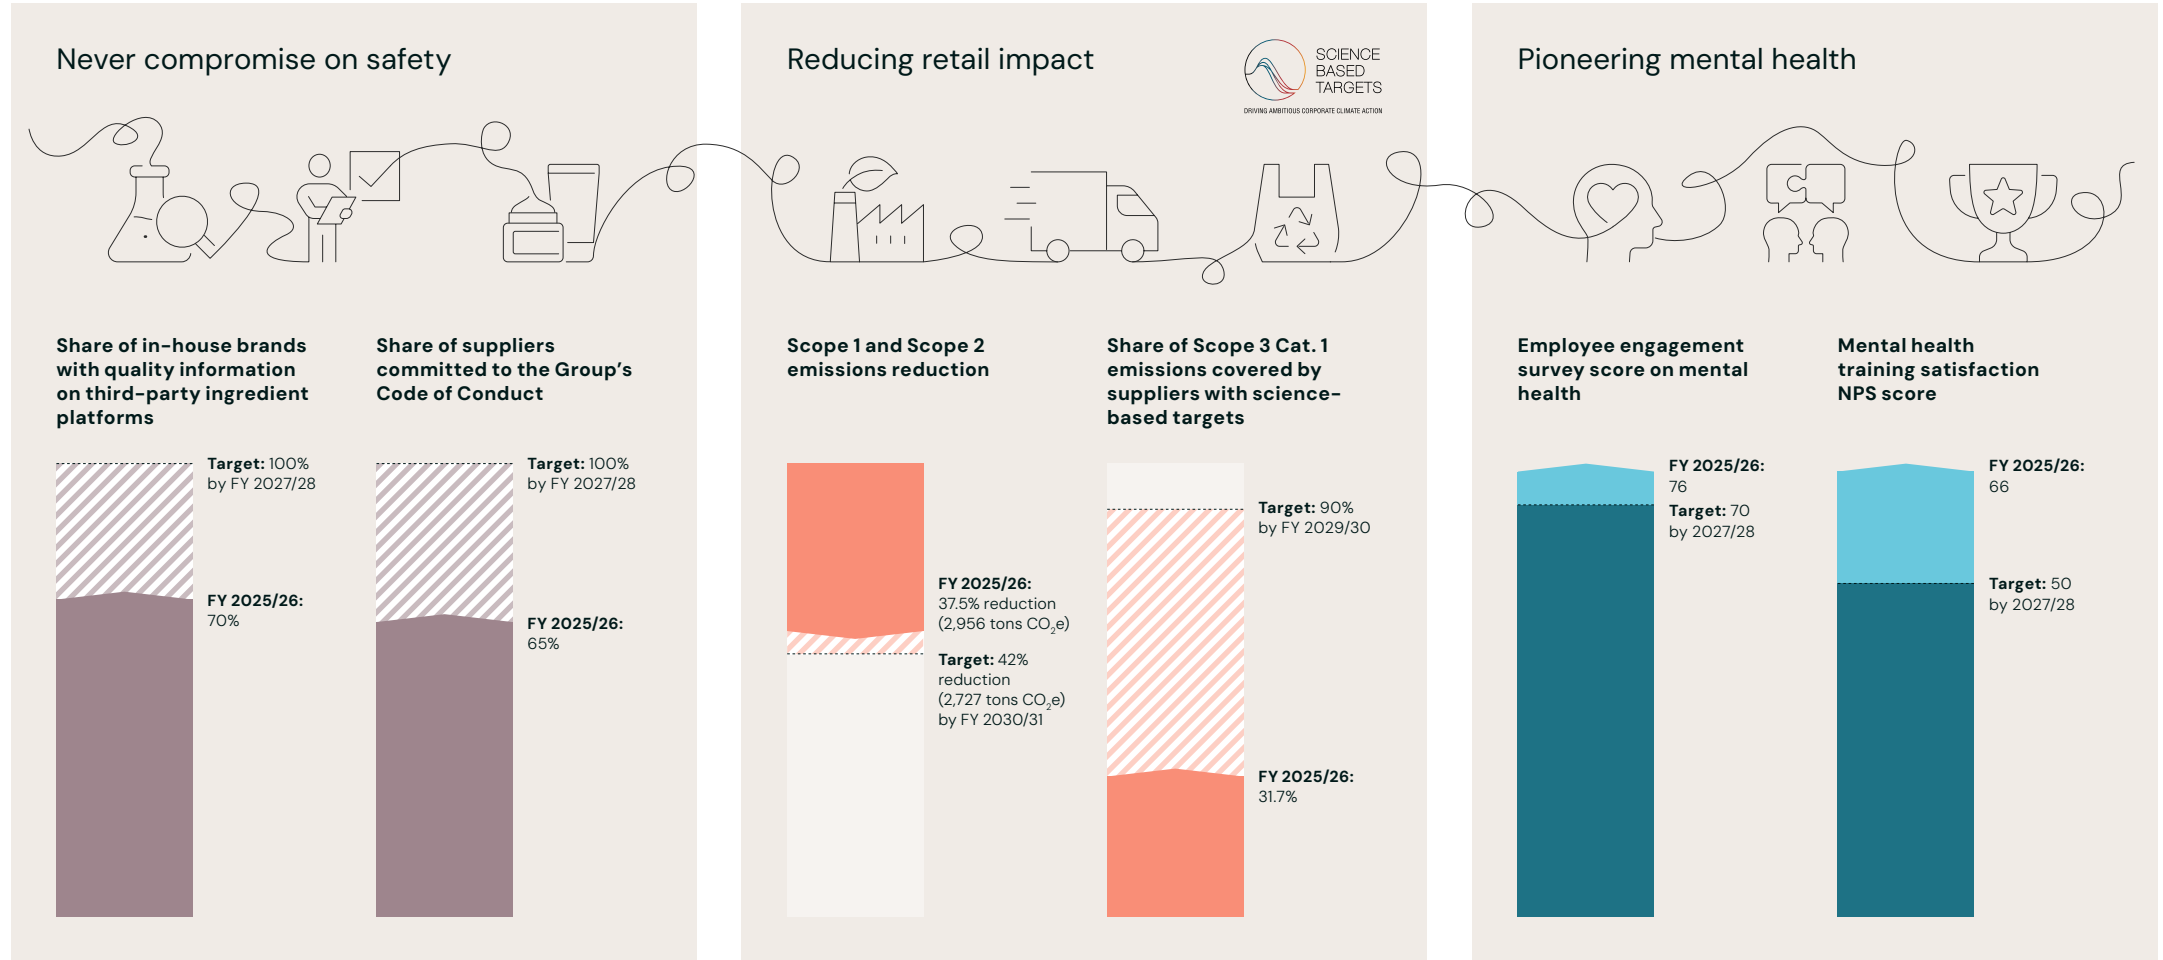 Never compromise on safety
Share of in-house brands
with quality information
on third-party ingredient
platforms
Target: 100%
by FY 2027/28
FY 2025/26:
70%
Share of suppliers
committed to the Group's
Code of Conduct
Target: 100%
by FY 2027/28
FY 2025/26:
65%
Reducing retail impact
SCIENCE
BASED
TARGETS
DRIVING AMBITIOUS CORPORATE CLIMATE ACTION
Scope 1 and Scope 2
emissions reduction
FY 2025/26:
37.5% reduction
(2,956 tons CO₂e)
Target: 42%
reduction
(2,727 tons CO₂e)
by FY 2030/31
Share of Scope 3 Cat. 1
emissions covered by
suppliers with science-
based targets
Target: 90%
by FY 2029/30
FY 2025/26:
31.7%
Pioneering mental health
Employee engagement
survey score on mental
health
FY 2025/26:
76
Target: 70
by 2027/28
Mental health
training satisfaction
NPS score
FY 2025/26:
66
Target: 50
by 2027/28